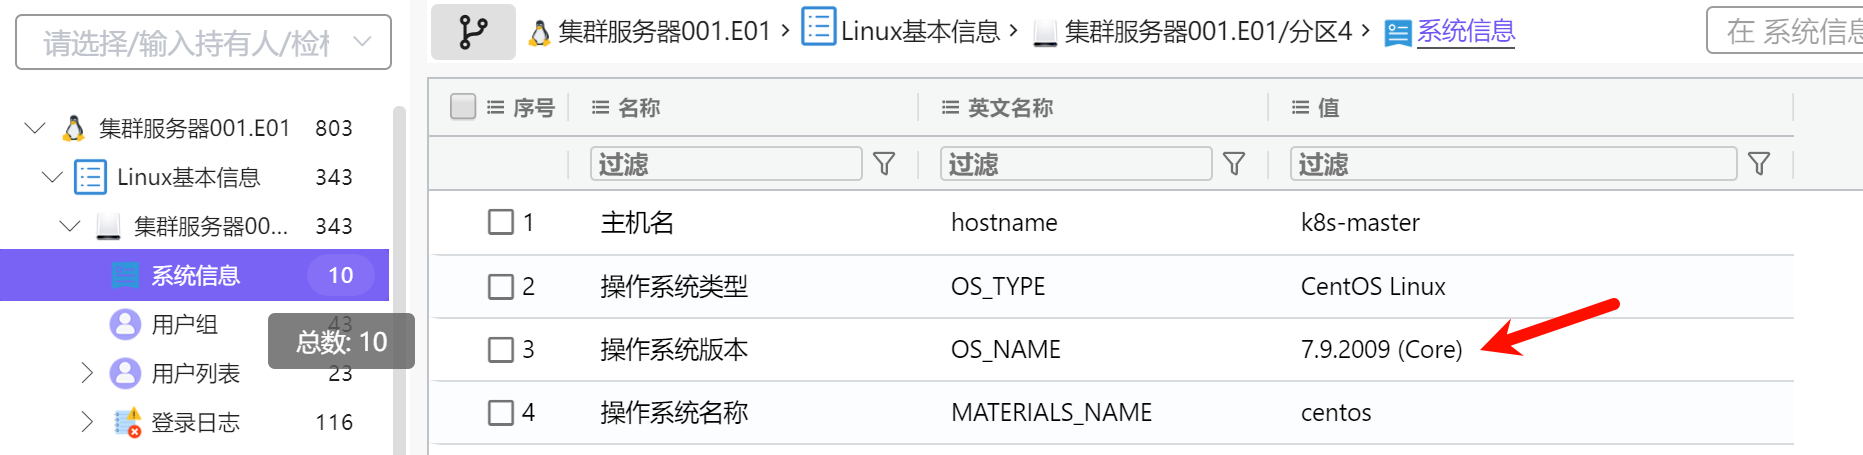 请选择/输入持有人/检材
集群服务器001.E01 803
Linux基本信息 343
集群服务器00... 343
系统信息 10
用户组 43
总数: 10
用户列表 23
登录日志 116
集群服务器001.E01 > Linux基本信息 > 集群服务器001.E01/分区4 > 系统信息
在 系统信息
序号 名称 英文名称 值
过滤 过滤 过滤
1 主机名 hostname k8s-master
2 操作系统类型 OS_TYPE CentOS Linux
3 操作系统版本 OS_NAME 7.9.2009 (Core)
4 操作系统名称 MATERIALS_NAME centos